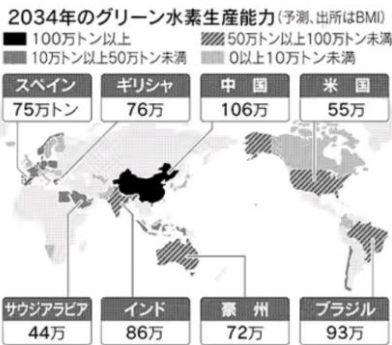 2034年のグリーン水素生産能力(予測、出所はBMI)
100万トン以上
50万トン以上100万トン未満
10万トン以上50万トン未満
0以上10万トン未満
スペイン
75万トン
ギリシャ
76万
中国
106万
米国
55万
サウジアラビア
44万
インド
86万
豪州
72万
ブラジル
93万